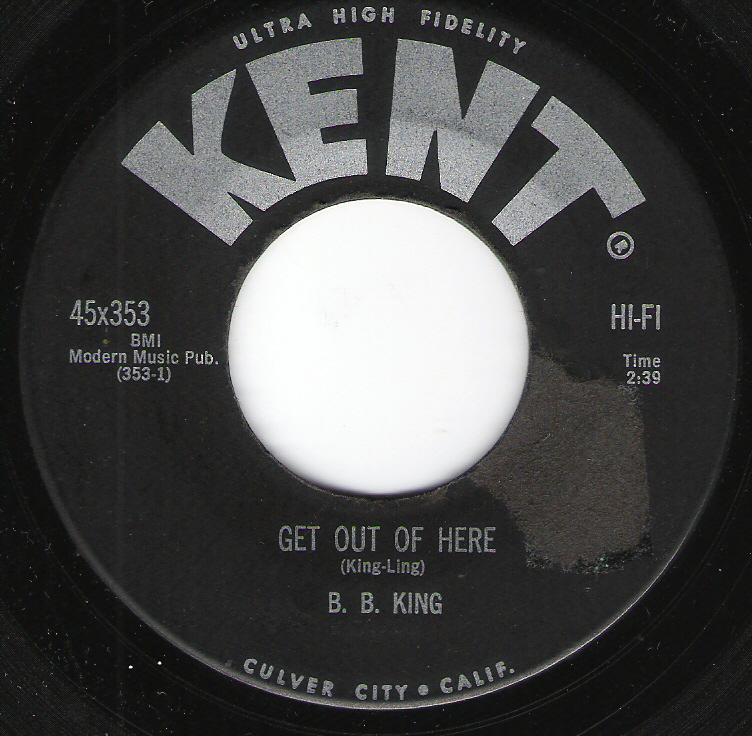 ULTRA HIGH FIDELITY
KENT
®
45x353
BMI
Modern Music Pub.
(353-1)
HI-FI
Time
2:39
GET OUT OF HERE
(King-Ling)
B. B. KING
CULVER CITY • CALIF.